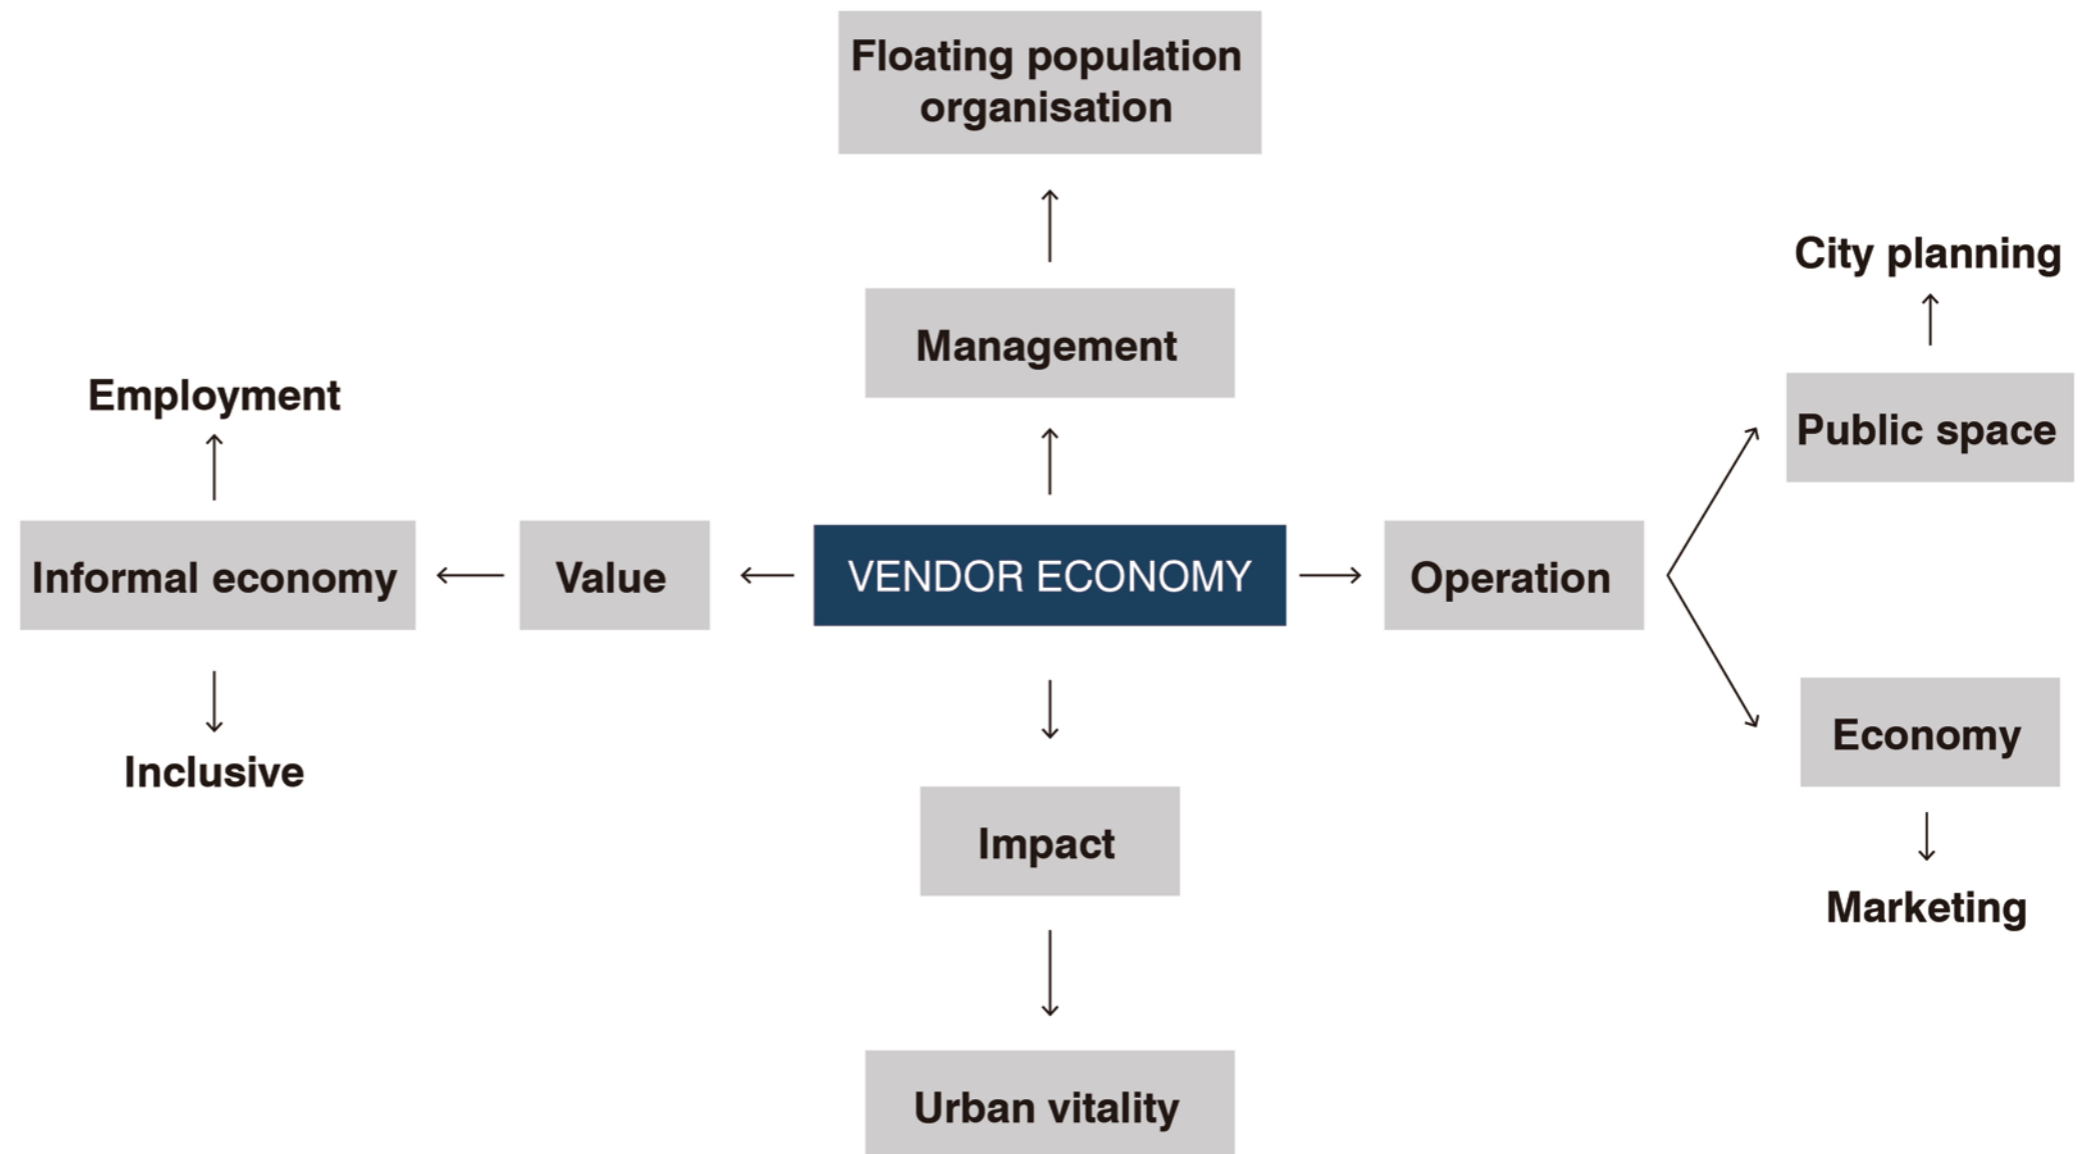 Floating population
organisation
City planning
Management
Employment
Public space
Informal economy
Value
VENDOR ECONOMY
Operation
Economy
Inclusive
Impact
Marketing
Urban vitality